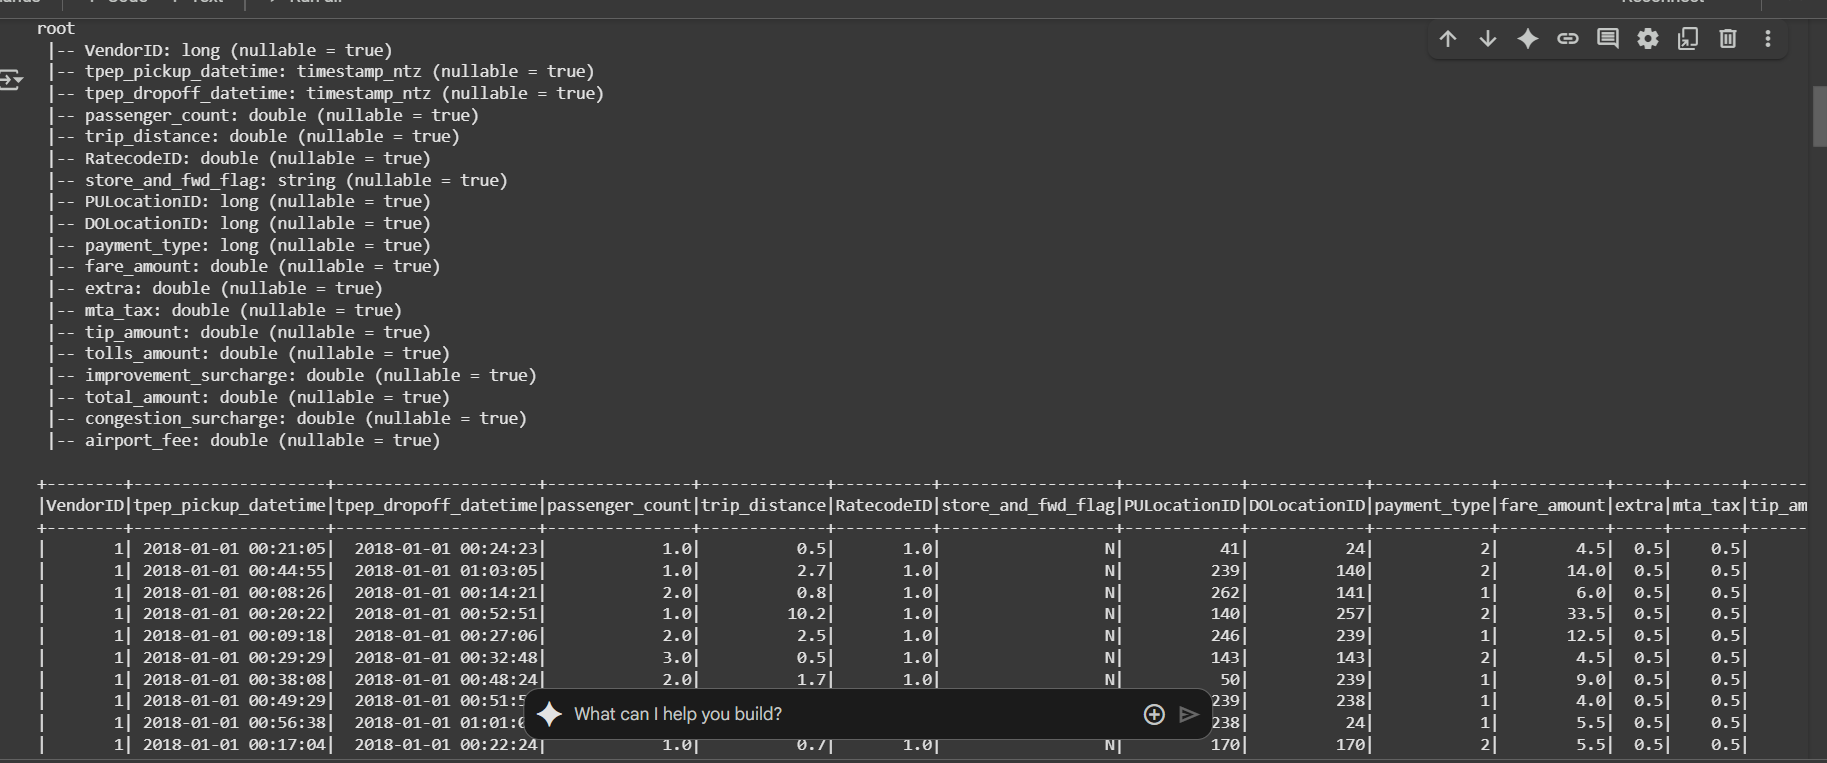 root
 |-- VendorID: long (nullable = true)
 |-- tpep_pickup_datetime: timestamp_ntz (nullable = true)
 |-- tpep_dropoff_datetime: timestamp_ntz (nullable = true)
 |-- passenger_count: double (nullable = true)
 |-- trip_distance: double (nullable = true)
 |-- RatecodeID: double (nullable = true)
 |-- store_and_fwd_flag: string (nullable = true)
 |-- PULocationID: long (nullable = true)
 |-- DOLocationID: long (nullable = true)
 |-- payment_type: long (nullable = true)
 |-- fare_amount: double (nullable = true)
 |-- extra: double (nullable = true)
 |-- mta_tax: double (nullable = true)
 |-- tip_amount: double (nullable = true)
 |-- tolls_amount: double (nullable = true)
 |-- improvement_surcharge: double (nullable = true)
 |-- total_amount: double (nullable = true)
 |-- congestion_surcharge: double (nullable = true)
 |-- airport_fee: double (nullable = true)
|VendorID|tpep_pickup_datetime|tpep_dropoff_datetime|passenger_count|trip_distance|RatecodeID|store_and_fwd_flag|PULocationID|DOLocationID|payment_type|fare_amount|extra|mta_tax|tip_am
| 1| 2018-01-01 00:21:05| 2018-01-01 00:24:23| 1.0| 0.5| 1.0| N| 41| 24| 2| 4.5| 0.5| 0.5|
| 1| 2018-01-01 00:44:55| 2018-01-01 01:03:05| 1.0| 2.7| 1.0| N| 239| 140| 2| 14.0| 0.5| 0.5|
| 1| 2018-01-01 00:08:26| 2018-01-01 00:14:21| 2.0| 0.8| 1.0| N| 262| 141| 1| 6.0| 0.5| 0.5|
| 1| 2018-01-01 00:20:22| 2018-01-01 00:52:51| 1.0| 10.2| 1.0| N| 140| 257| 2| 33.5| 0.5| 0.5|
| 1| 2018-01-01 00:09:18| 2018-01-01 00:27:06| 2.0| 2.5| 1.0| N| 246| 239| 1| 12.5| 0.5| 0.5|
| 1| 2018-01-01 00:29:29| 2018-01-01 00:32:48| 3.0| 0.5| 1.0| N| 143| 143| 2| 4.5| 0.5| 0.5|
| 1| 2018-01-01 00:38:08| 2018-01-01 00:48:24| 2.0| 1.7| 1.0| N| 50| 239| 1| 9.0| 0.5| 0.5|
| 1| 2018-01-01 00:49:29| 2018-01-01 00:51: 239| 238| 1| 4.0| 0.5| 0.5|
What can I help you build?
| 1| 2018-01-01 00:56:38| 2018-01-01 01:01: 238| 24| 1| 5.5| 0.5| 0.5|
| 1| 2018-01-01 00:17:04| 2018-01-01 00:22:24| 1.0| 0.7| 1.0| N| 170| 170| 2| 5.5| 0.5| 0.5|